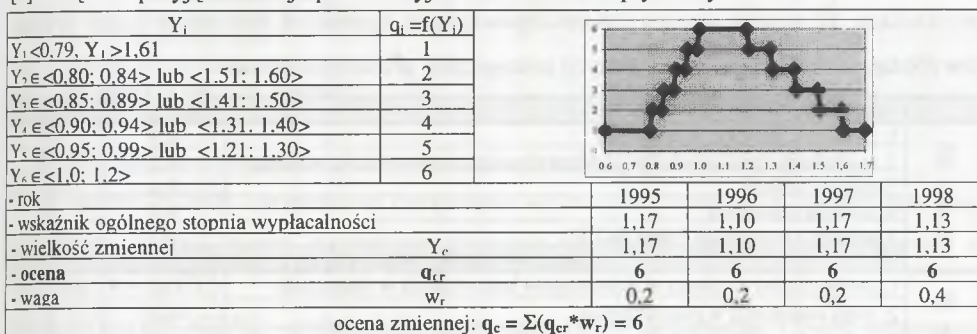 Yᵢ qᵢ =f(Yᵢ)
Y₁<0,79, Y₁ >1,61 1
Y₂∈<0.80; 0,84> lub <1.51; 1.60> 2
Y₃∈<0,85; 0,89> lub <1.41; 1.50> 3
Y₄∈<0.90; 0,94> lub <1.31. 1.40> 4
Y₅∈<0,95; 0,99> lub <1.21; 1.30> 5
Y₆∈<1,0; 1,2> 6
0.6 0,7 0.8 0.9 1.0 1.1 1.2 1.3 1.4 1.5 1,6 1.7
- rok 1995 1996 1997 1998
- wskaźnik ogólnego stopnia wypłacalności 1,17 1,10 1,17 1,13
- wielkość zmiennej Y꜀ 1,17 1,10 1,17 1,13
- ocena q꜀ᵣ 6 6 6 6
- waga wᵣ 0,2 0,2 0,2 0,4
ocena zmiennej: q꜀ = Σ(q꜀ᵣ*wᵣ) = 6